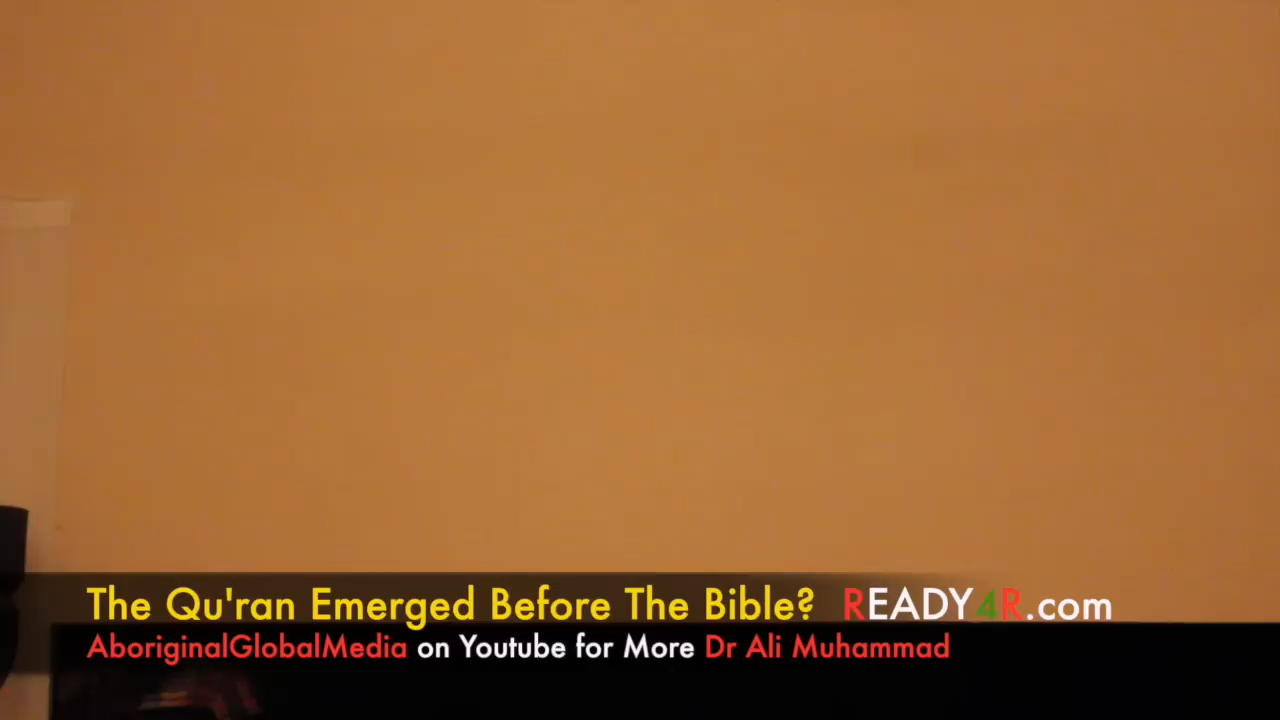 The Qu'ran Emerged Before The Bible? READY4R.com
AboriginalGlobalMedia on Youtube for More Dr Ali Muhammad